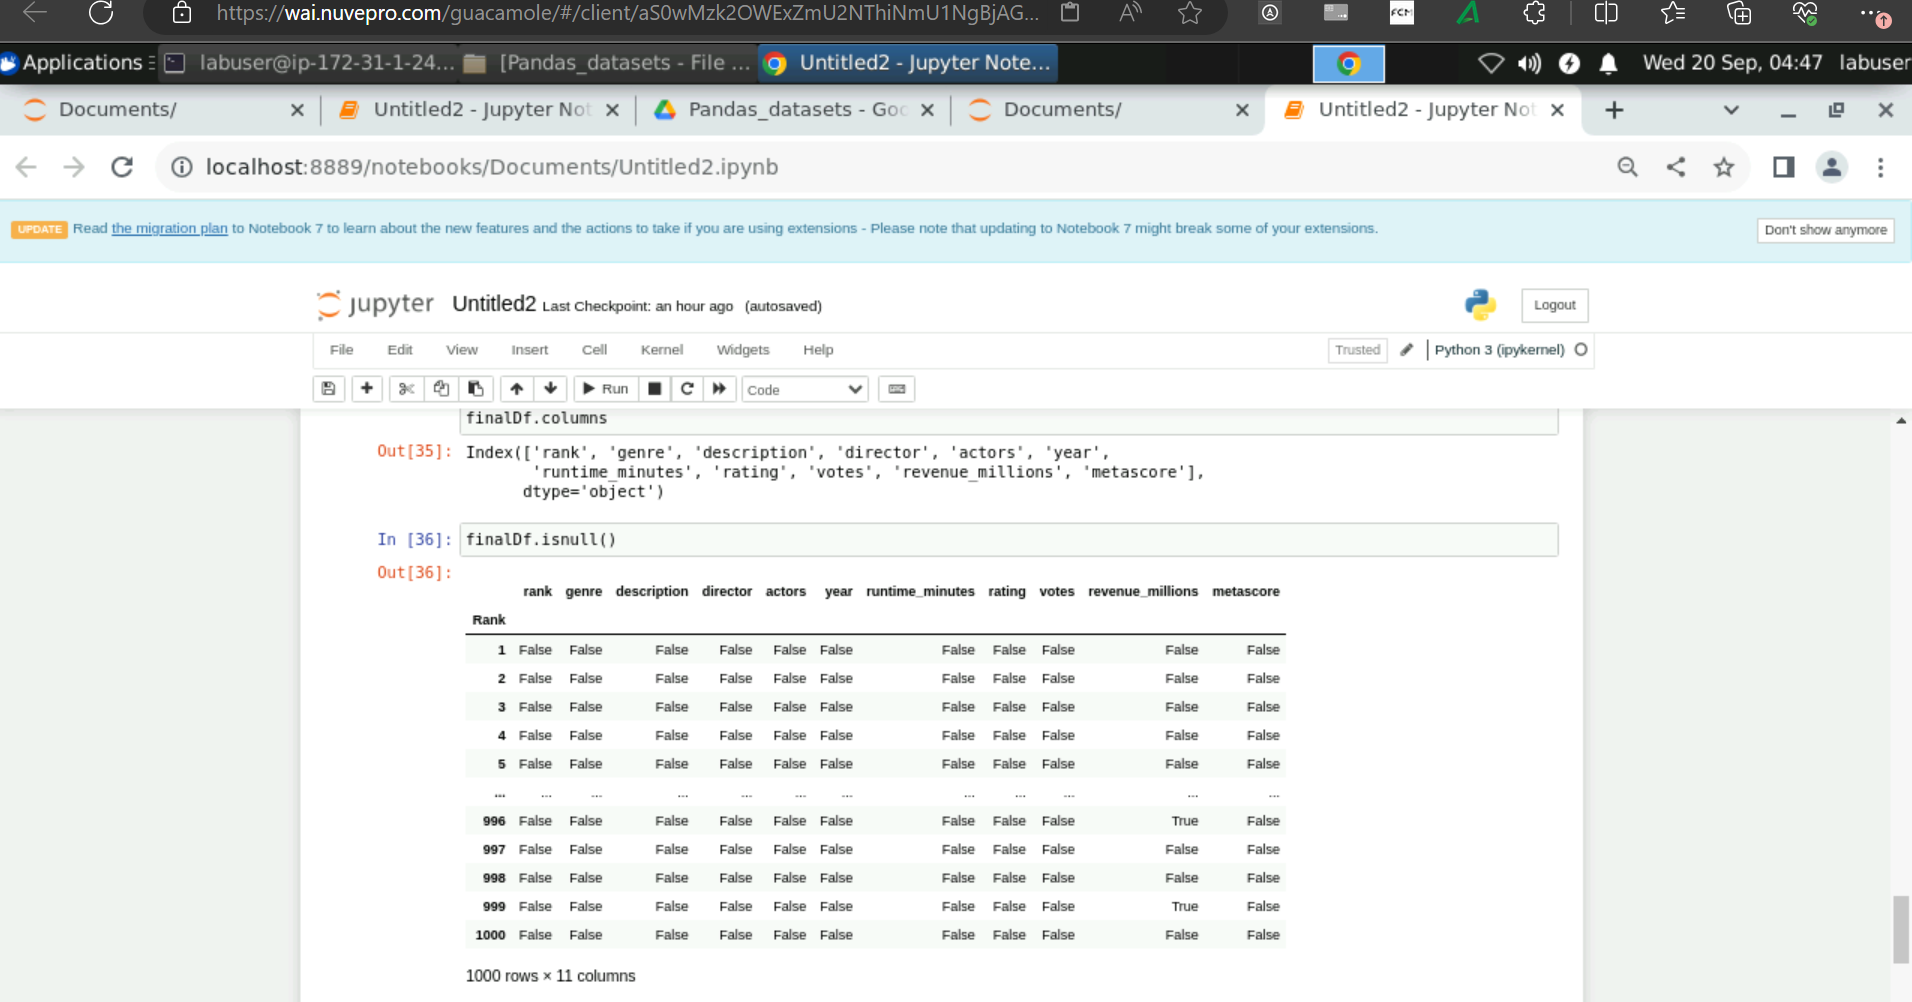 https://wai.nuvepro.com/guacamole/#/client/aS0wMzk2OWExZmU2NThiNmU1NgBjAG...
FCM
Applications labuser@ip-172-31-1-24... [Pandas_datasets - File ... Untitled2 - Jupyter Note... Wed 20 Sep, 04:47 labuser
Documents/ Untitled2 - Jupyter Not Pandas_datasets - Goo Documents/ Untitled2 - Jupyter Not
localhost:8889/notebooks/Documents/Untitled2.ipynb
UPDATE Read the migration plan to Notebook 7 to learn about the new features and the actions to take if you are using extensions - Please note that updating to Notebook 7 might break some of your extensions. Don't show anymore
jupyter Untitled2 Last Checkpoint: an hour ago (autosaved) Logout
File Edit View Insert Cell Kernel Widgets Help Trusted Python 3 (ipykernel)
Run Code
finalDf.columns
Out[35]: Index(['rank', 'genre', 'description', 'director', 'actors', 'year',
'runtime_minutes', 'rating', 'votes', 'revenue_millions', 'metascore'],
dtype='object')
In [36]: finalDf.isnull()
Out[36]:
rank genre description director actors year runtime_minutes rating votes revenue_millions metascore
Rank
1 False False False False False False False False False False False
2 False False False False False False False False False False False
3 False False False False False False False False False False False
4 False False False False False False False False False False False
5 False False False False False False False False False False False
... ... ... ... ... ... ... ... ... ... ... ...
996 False False False False False False False False False True False
997 False False False False False False False False False False False
998 False False False False False False False False False False False
999 False False False False False False False False False True False
1000 False False False False False False False False False False False
1000 rows × 11 columns